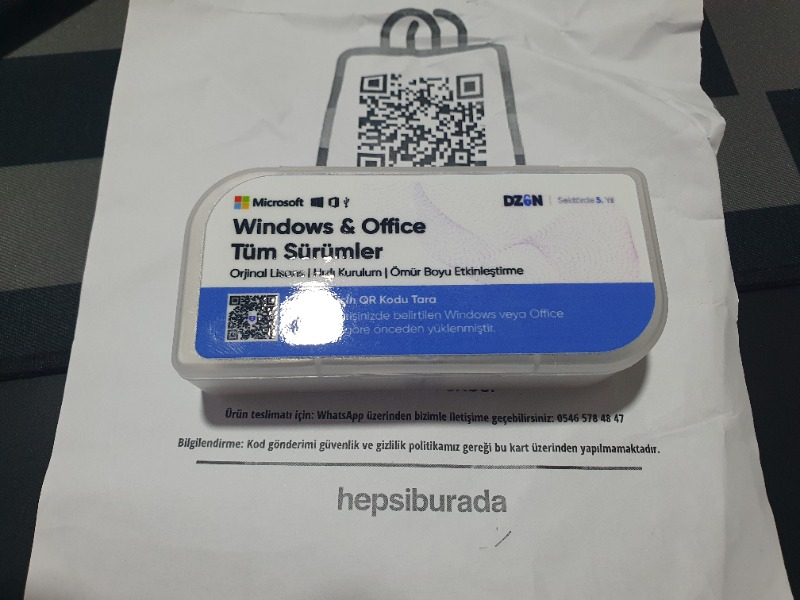 Microsoft
DZON | Sektörde 5. Yıl
Windows & Office
Tüm Sürümler
Orjinal Lisans | Hızlı Kurulum | Ömür Boyu Etkinleştirme
QR Kodu Tara
belirtilen Windows veya Office
göre önceden yüklenmiştir.
Ürün teslimatı için: WhatsApp üzerinden bizimle iletişime geçebilirsiniz: 0546 578 48 47
Bilgilendirme: Kod gönderimi güvenlik ve gizlilik politikamız gereği bu kart üzerinden yapılmamaktadır.
hepsiburada